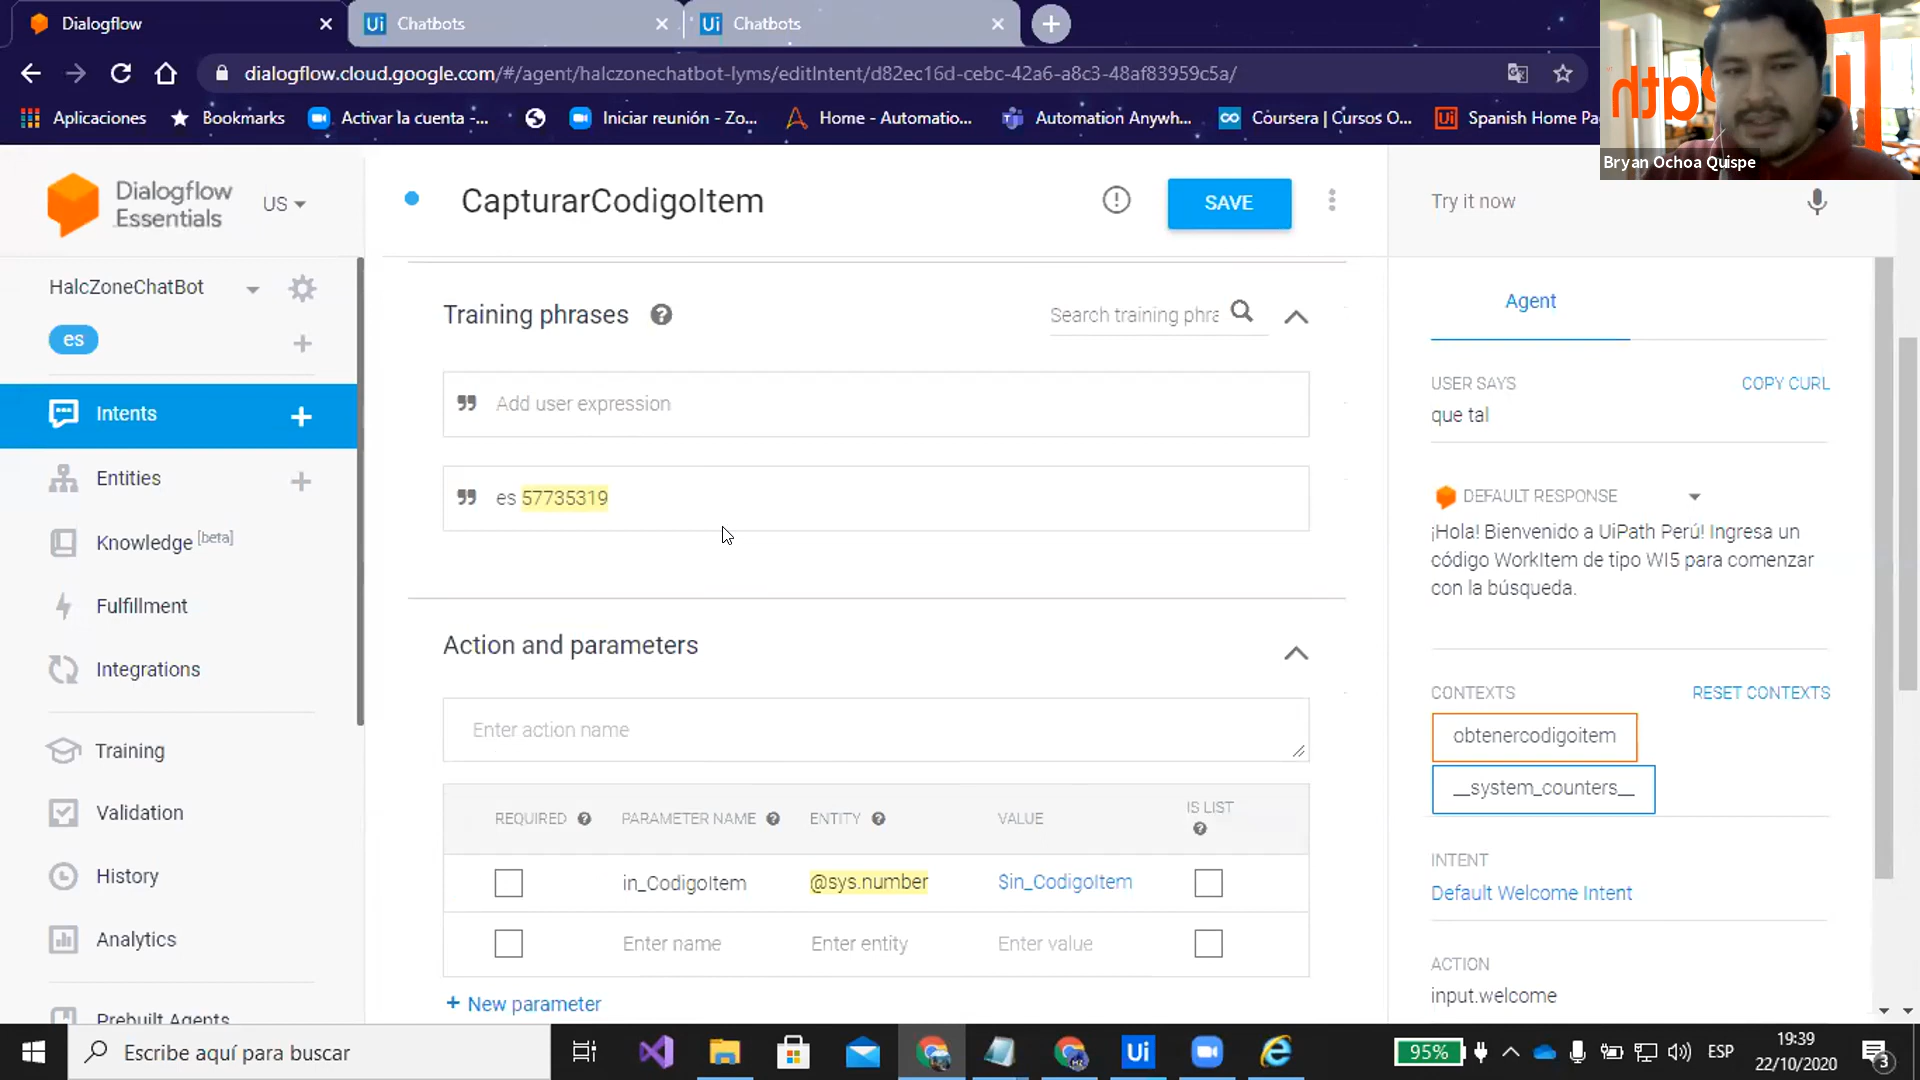 Dialogflow
Chatbots
Chatbots
dialogflow.cloud.google.com/#/agent/halczonechatbot-lyms/editIntent/d82ec16d-cebc-42a6-a8c3-48af83959c5a/
Aplicaciones
Bookmarks
Activar la cuenta -...
Iniciar reunión - Zo...
Home - Automatio...
Automation Anywh...
Coursera | Cursos O...
Spanish Home Pa
Bryan Ochoa Quispe
Dialogflow
Essentials
US
CapturarCodigoItem
SAVE
Try it now
HalcZoneChatBot
es
Intents
Entities
Knowledge [beta]
Fulfillment
Integrations
Training
Validation
History
Analytics
Prebuilt Agents
Training phrases
Search training phra
Add user expression
es 57735319
Action and parameters
Enter action name
REQUIRED PARAMETER NAME ENTITY VALUE IS LIST
in_CodigoItem @sys.number $in_CodigoItem
Enter name Enter entity Enter value
+ New parameter
Agent
USER SAYS COPY CURL
que tal
DEFAULT RESPONSE
¡Hola! Bienvenido a UiPath Perú! Ingresa un
código WorkItem de tipo WI5 para comenzar
con la búsqueda.
CONTEXTS RESET CONTEXTS
obtenercodigoitem
__system_counters__
INTENT
Default Welcome Intent
ACTION
input.welcome
Escribe aquí para buscar
95%
ESP
19:39
22/10/2020
3